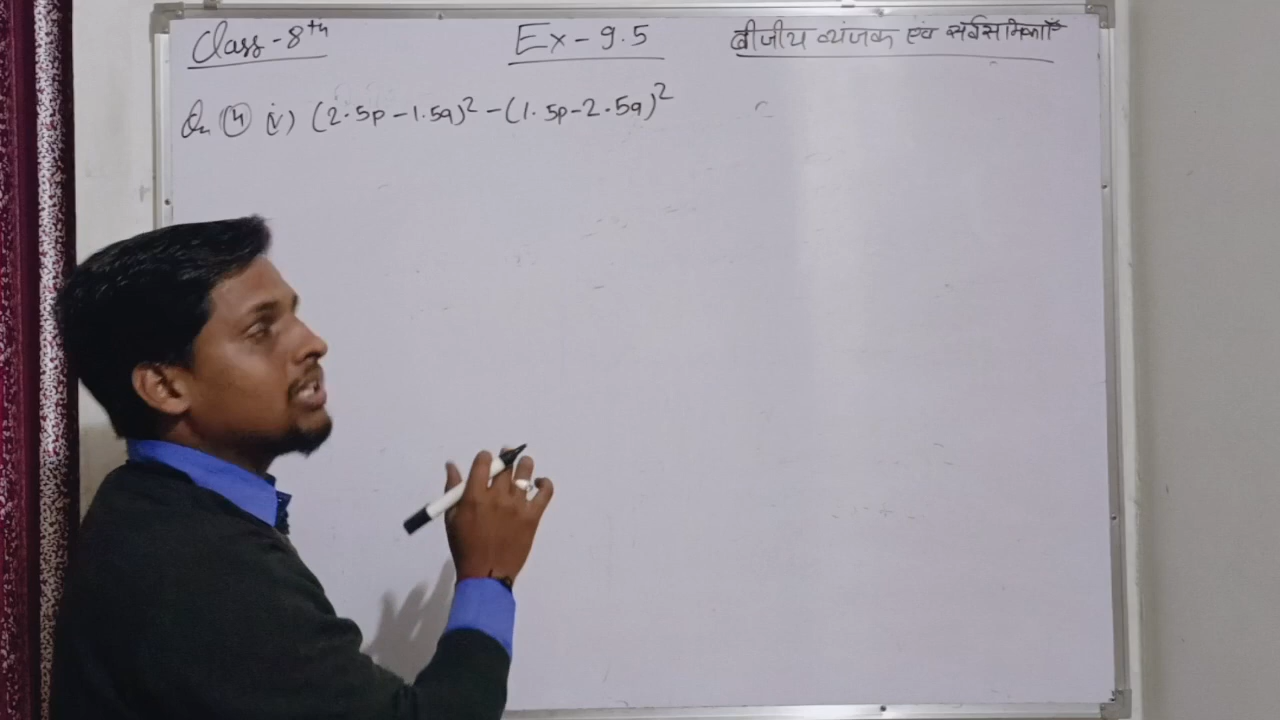 Class-8th Ex-9.5 बीजीय व्यंजक एवं सर्वसमिकाएँ
Qn (4) (v) (2.5p-1.5q)² - (1.5p-2.5q)²